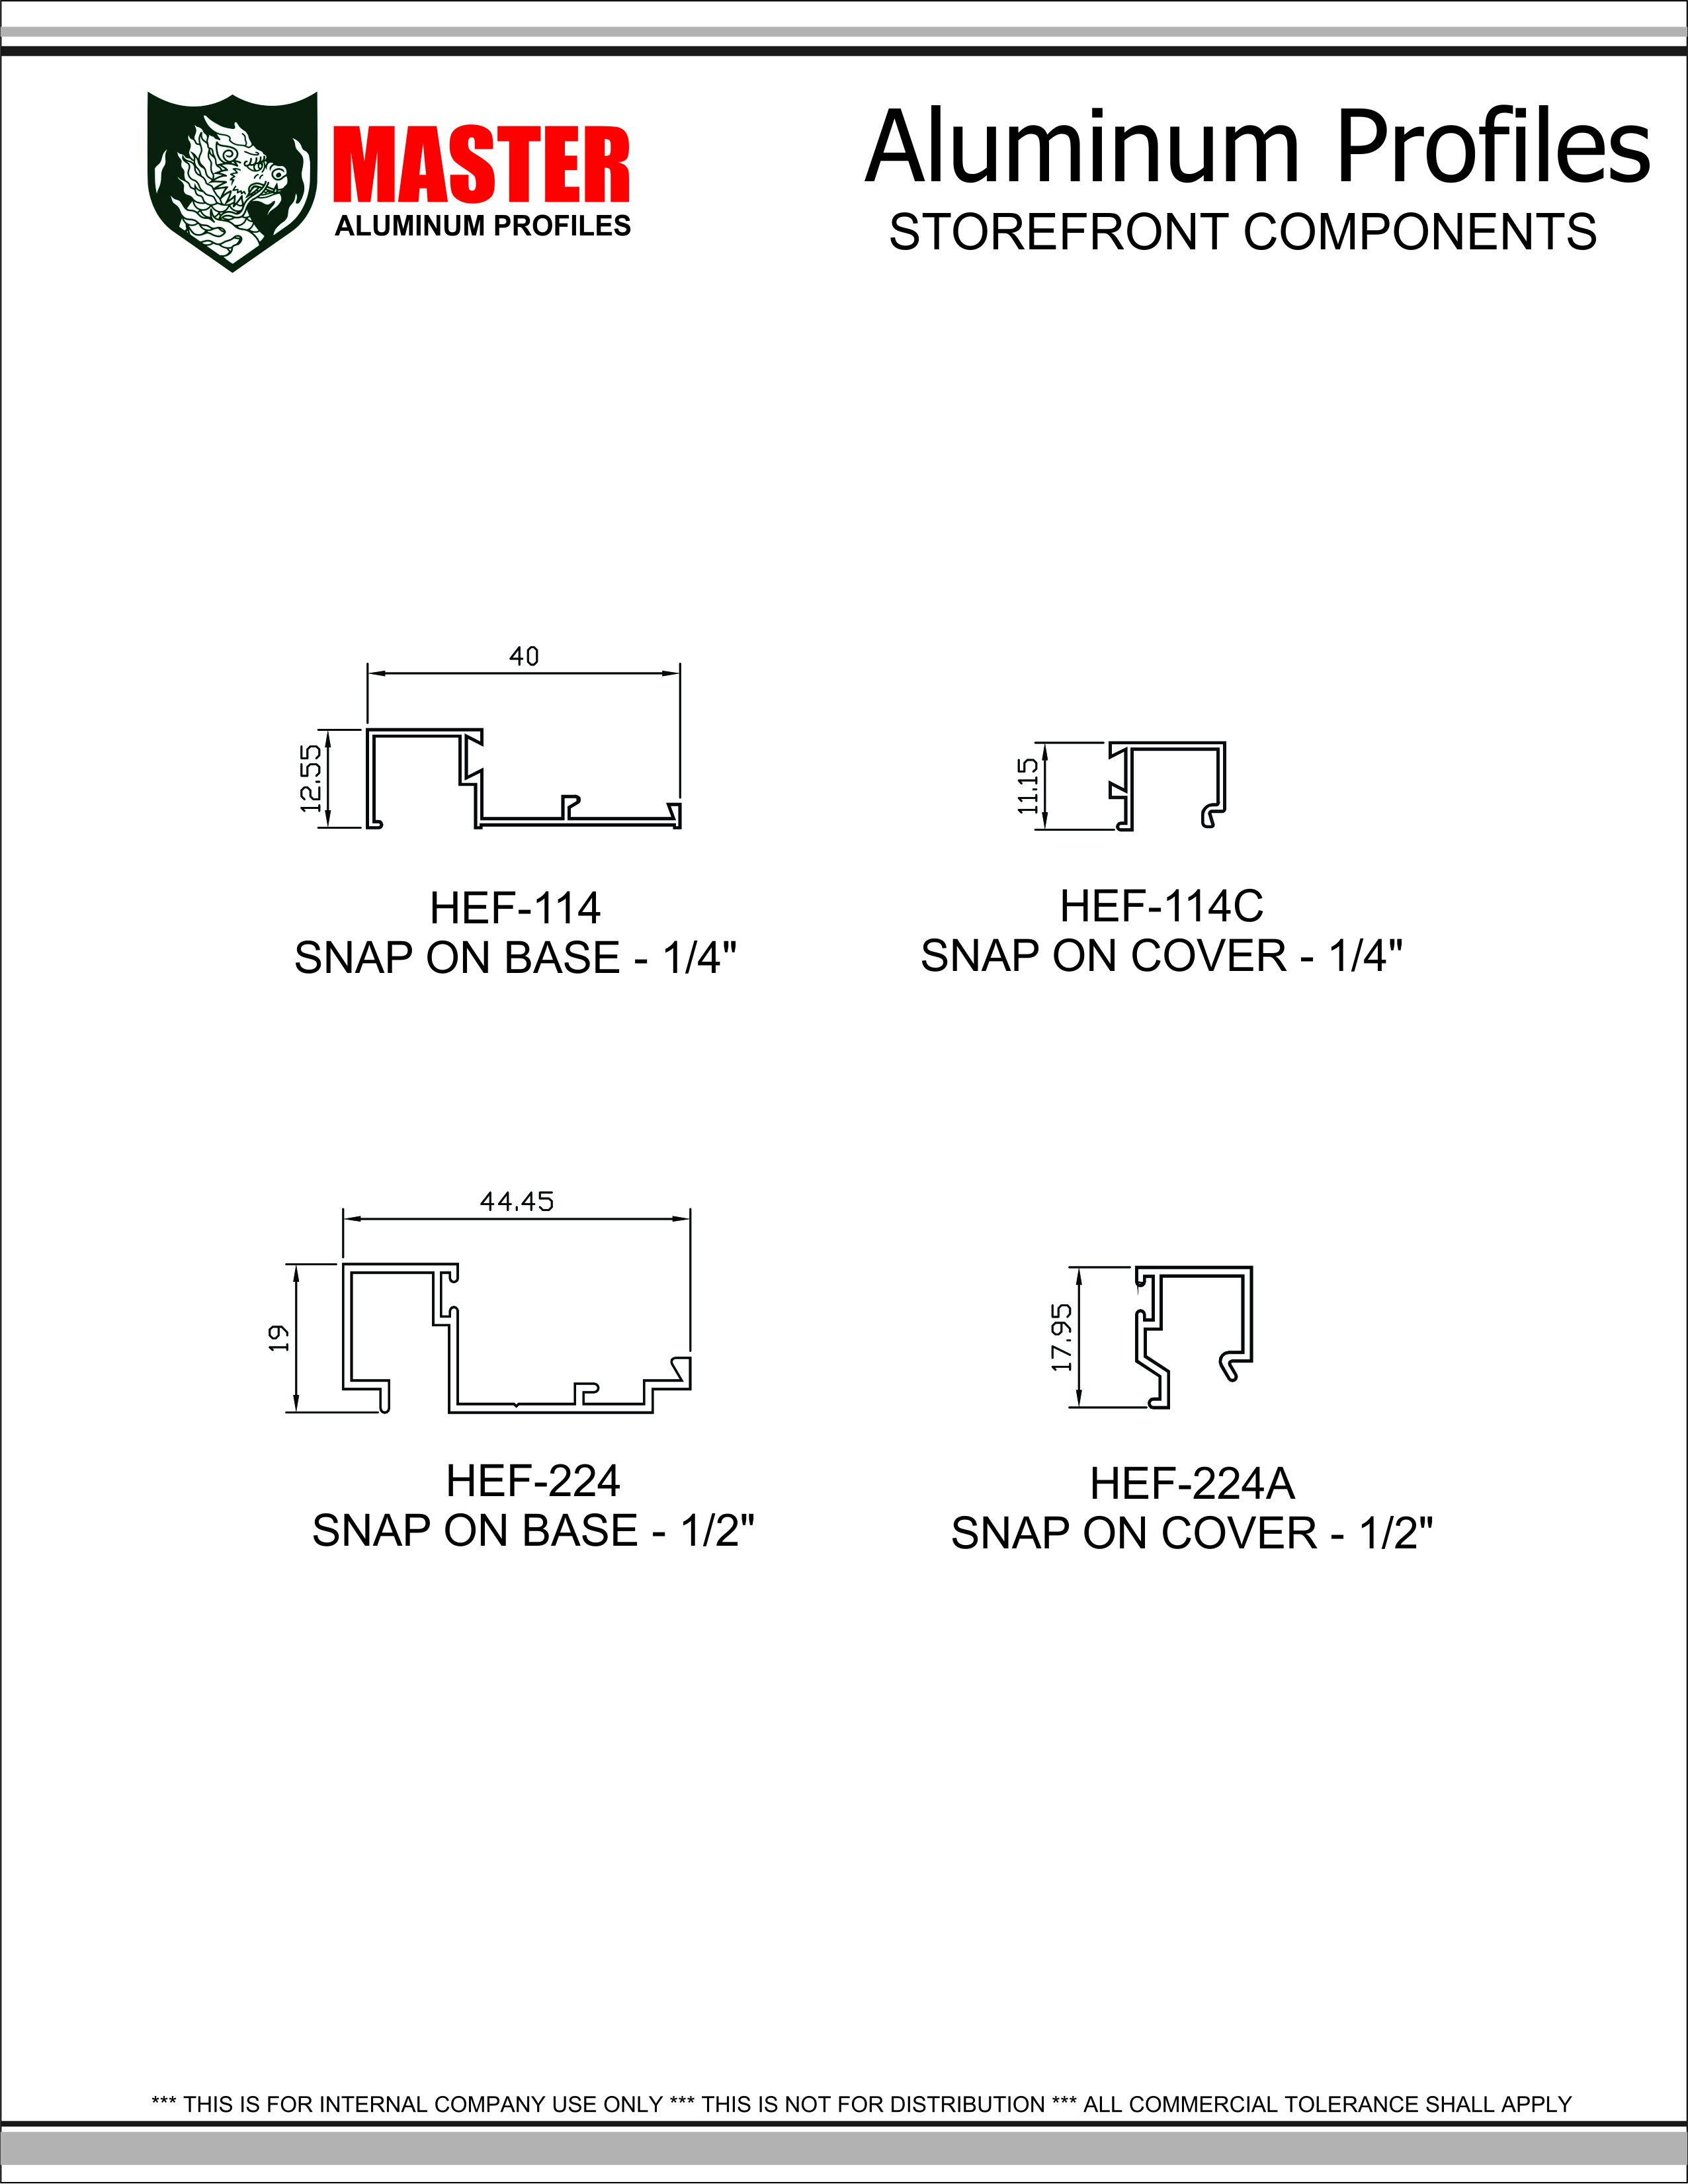 MASTER
ALUMINUM PROFILES
Aluminum Profiles
STOREFRONT COMPONENTS
40
12.55
11.15
HEF-114
SNAP ON BASE - 1/4"
HEF-114C
SNAP ON COVER - 1/4"
44.45
19
17.95
HEF-224
SNAP ON BASE - 1/2"
HEF-224A
SNAP ON COVER - 1/2"
*** THIS IS FOR INTERNAL COMPANY USE ONLY *** THIS IS NOT FOR DISTRIBUTION *** ALL COMMERCIAL TOLERANCE SHALL APPLY